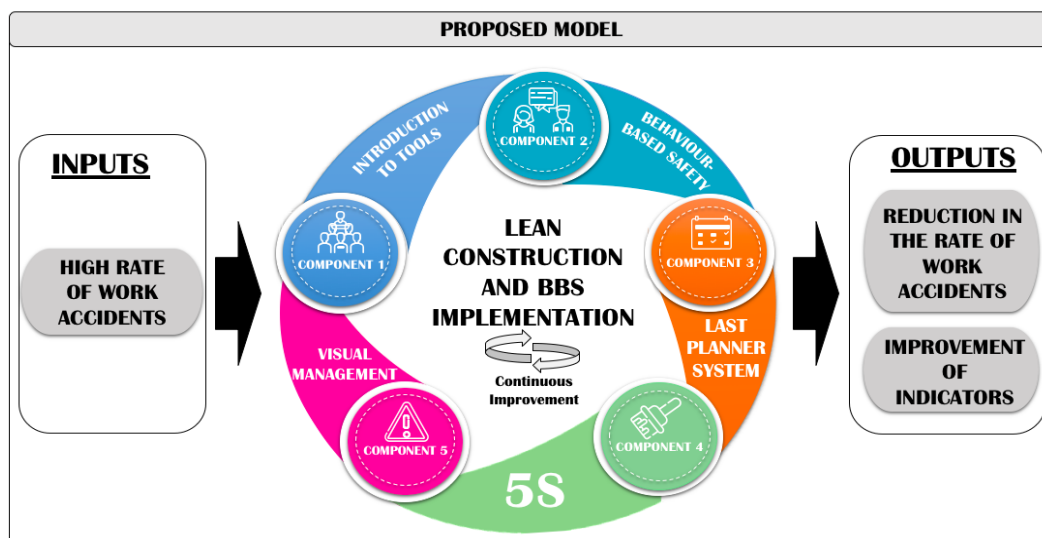 PROPOSED MODEL
INPUTS
HIGH RATE
OF WORK
ACCIDENTS
INTRODUCTION
TO TOOLS
COMPONENT 1
COMPONENT 2
BEHAVIOUR-
BASED SAFETY
COMPONENT 3
LAST
PLANNER
SYSTEM
COMPONENT 4
5S
COMPONENT 5
VISUAL
MANAGEMENT
LEAN
CONSTRUCTION
AND BBS
IMPLEMENTATION
Continuous
Improvement
OUTPUTS
REDUCTION IN
THE RATE OF
WORK
ACCIDENTS
IMPROVEMENT
OF
INDICATORS